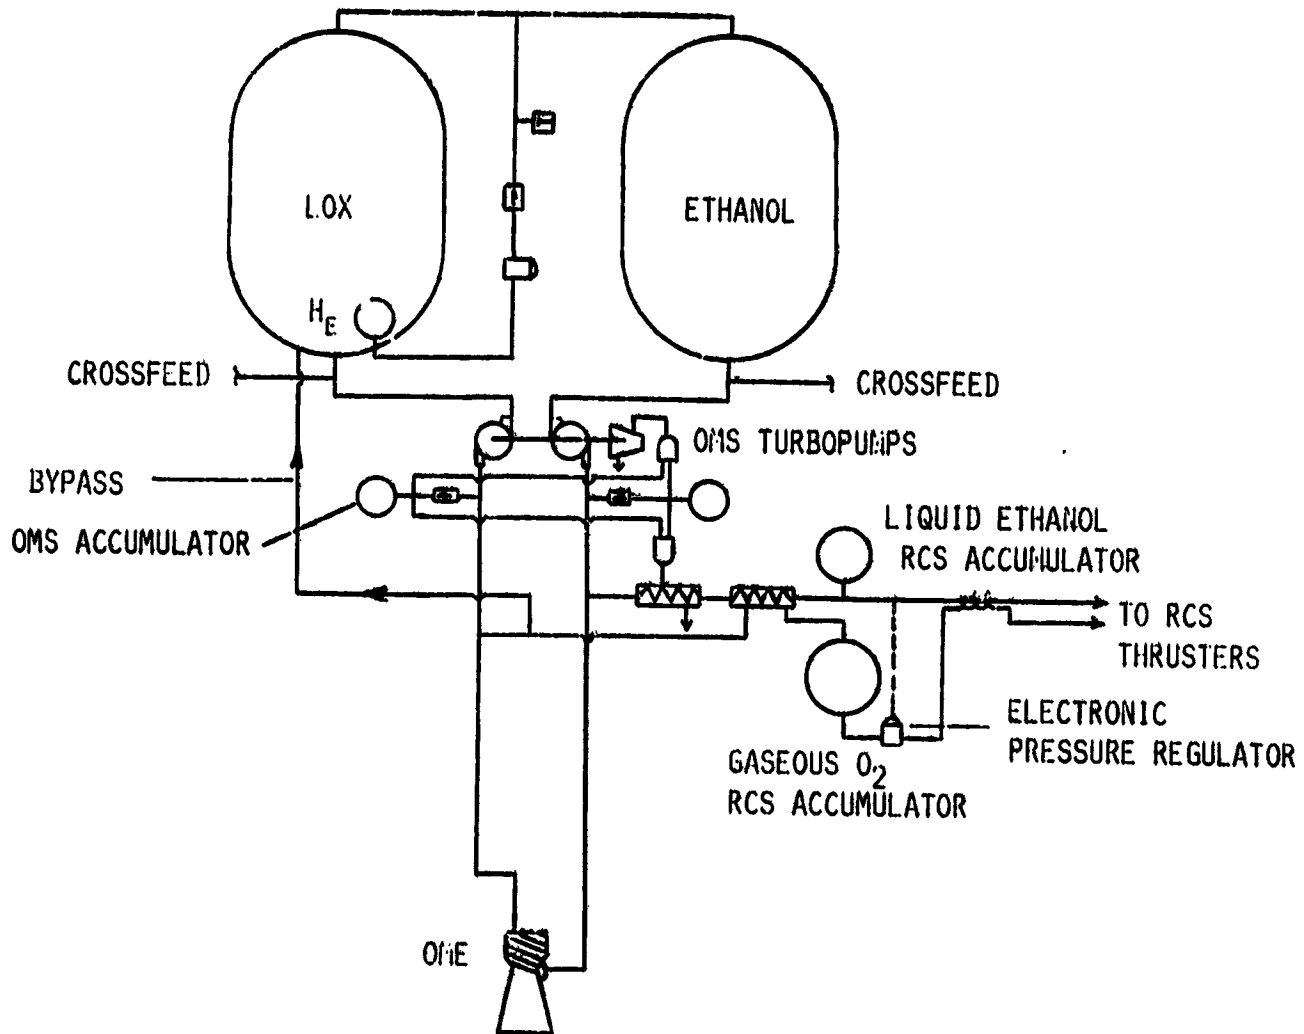 LOX
ETHANOL
HE
CROSSFEED
CROSSFEED
OMS TURBOPUMPS
BYPASS
OMS ACCUMULATOR
LIQUID ETHANOL
RCS ACCUMULATOR
TO RCS
THRUSTERS
ELECTRONIC
PRESSURE REGULATOR
GASEOUS O2
RCS ACCUMULATOR
OME